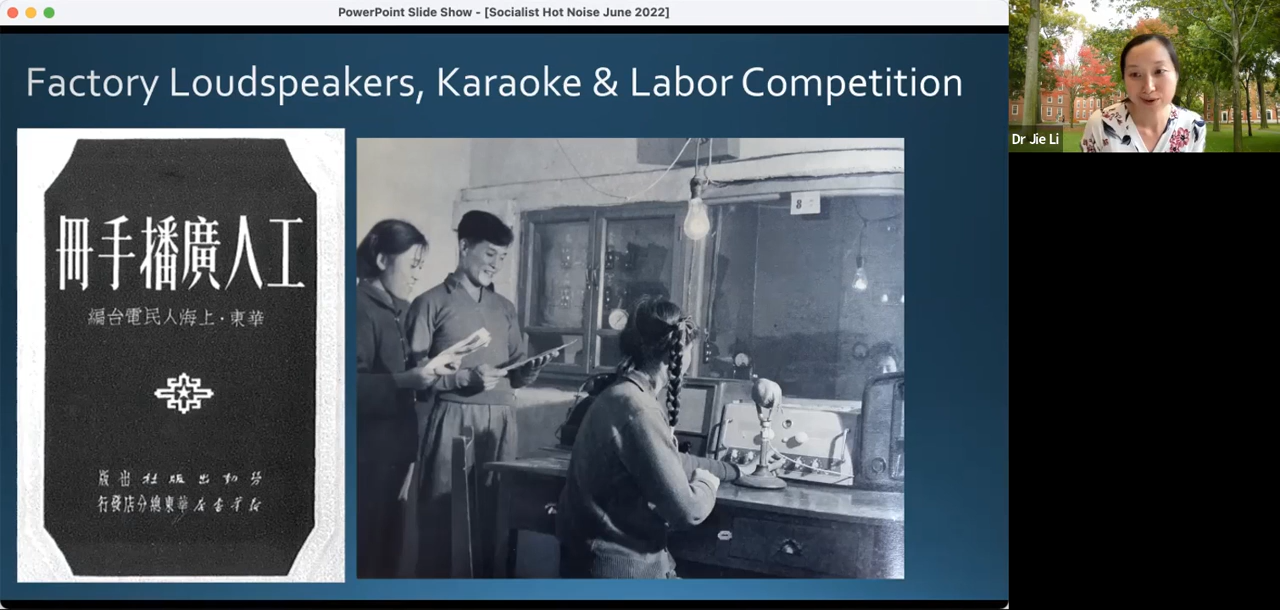 PowerPoint Slide Show - [Socialist Hot Noise June 2022]
Factory Loudspeakers, Karaoke & Labor Competition
工人廣播手冊
華東·上海人民電台編
勞動出版社出版
新華書店華東總分店發行
8
Dr Jie Li